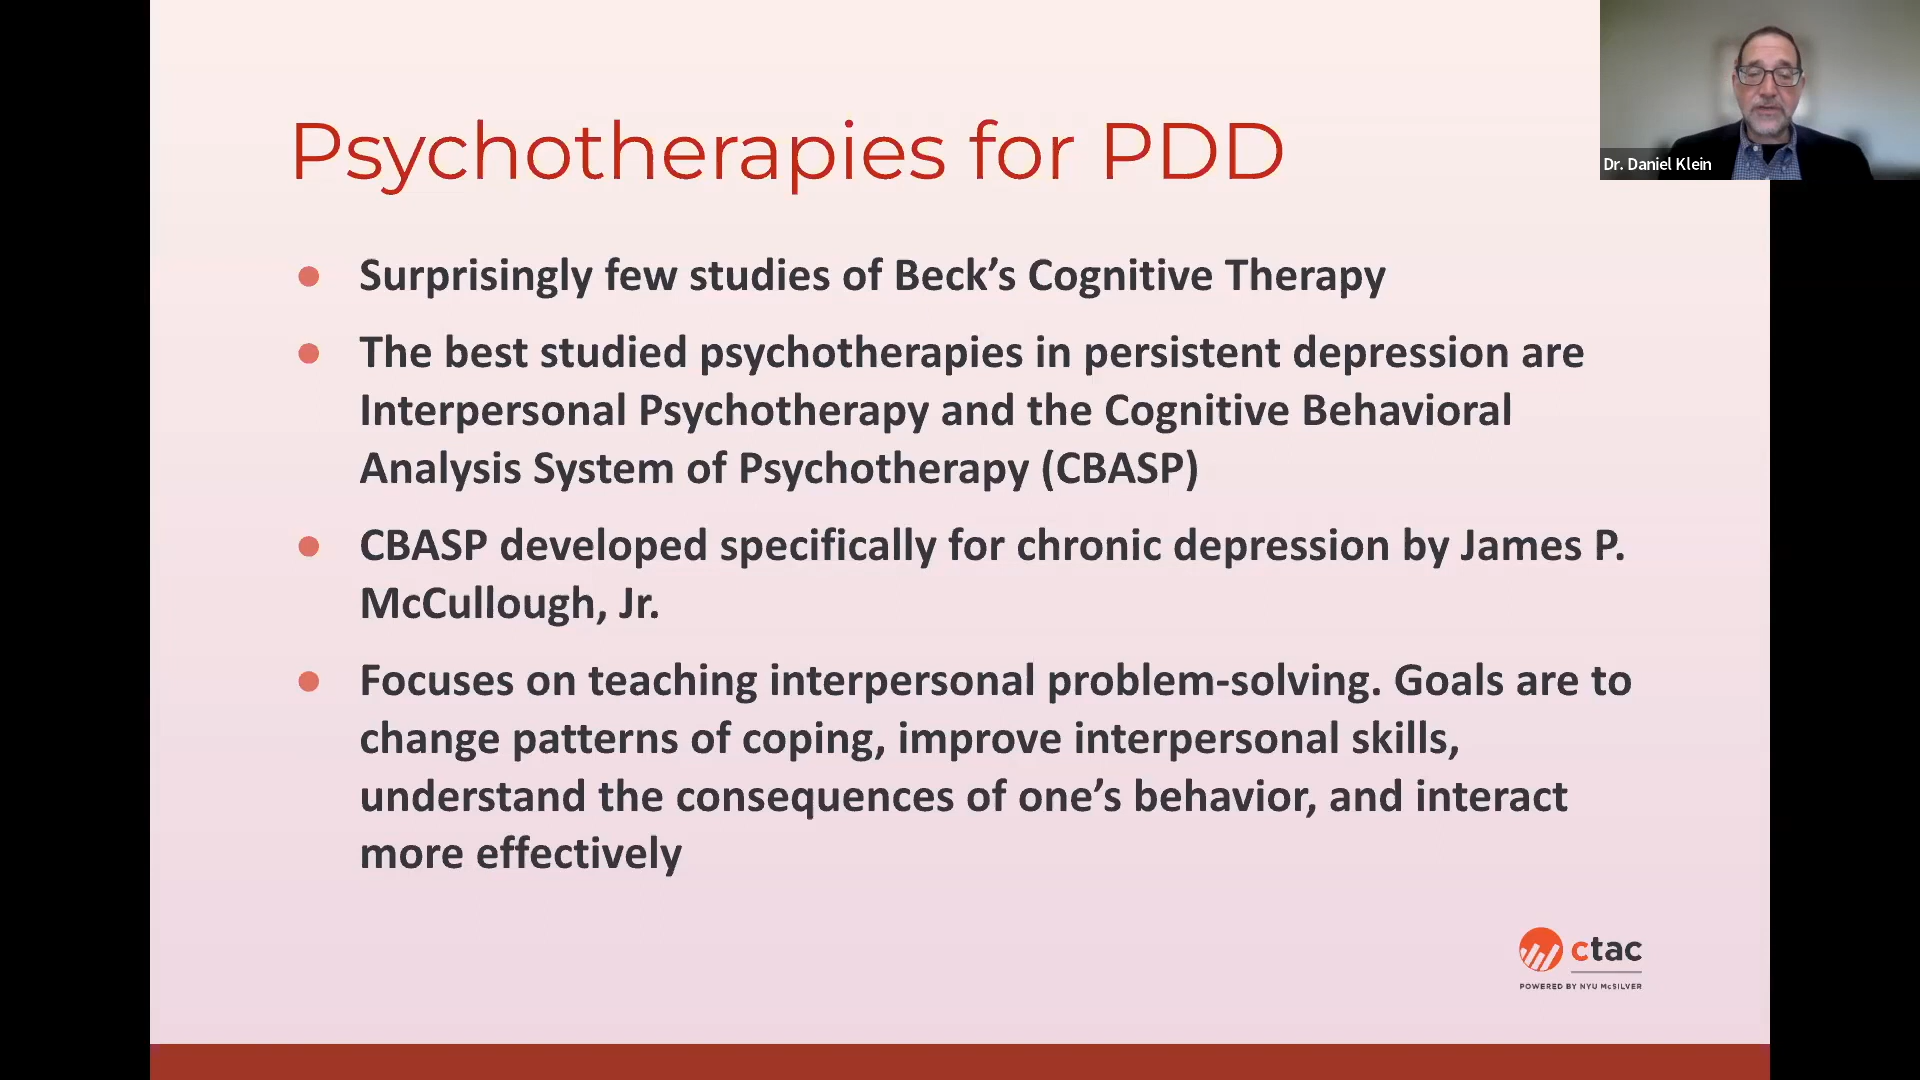 Psychotherapies for PDD
Dr. Daniel Klein
● Surprisingly few studies of Beck’s Cognitive Therapy
● The best studied psychotherapies in persistent depression are
Interpersonal Psychotherapy and the Cognitive Behavioral
Analysis System of Psychotherapy (CBASP)
● CBASP developed specifically for chronic depression by James P.
McCullough, Jr.
● Focuses on teaching interpersonal problem-solving. Goals are to
change patterns of coping, improve interpersonal skills,
understand the consequences of one’s behavior, and interact
more effectively
ctac
POWERED BY NYU McSILVER